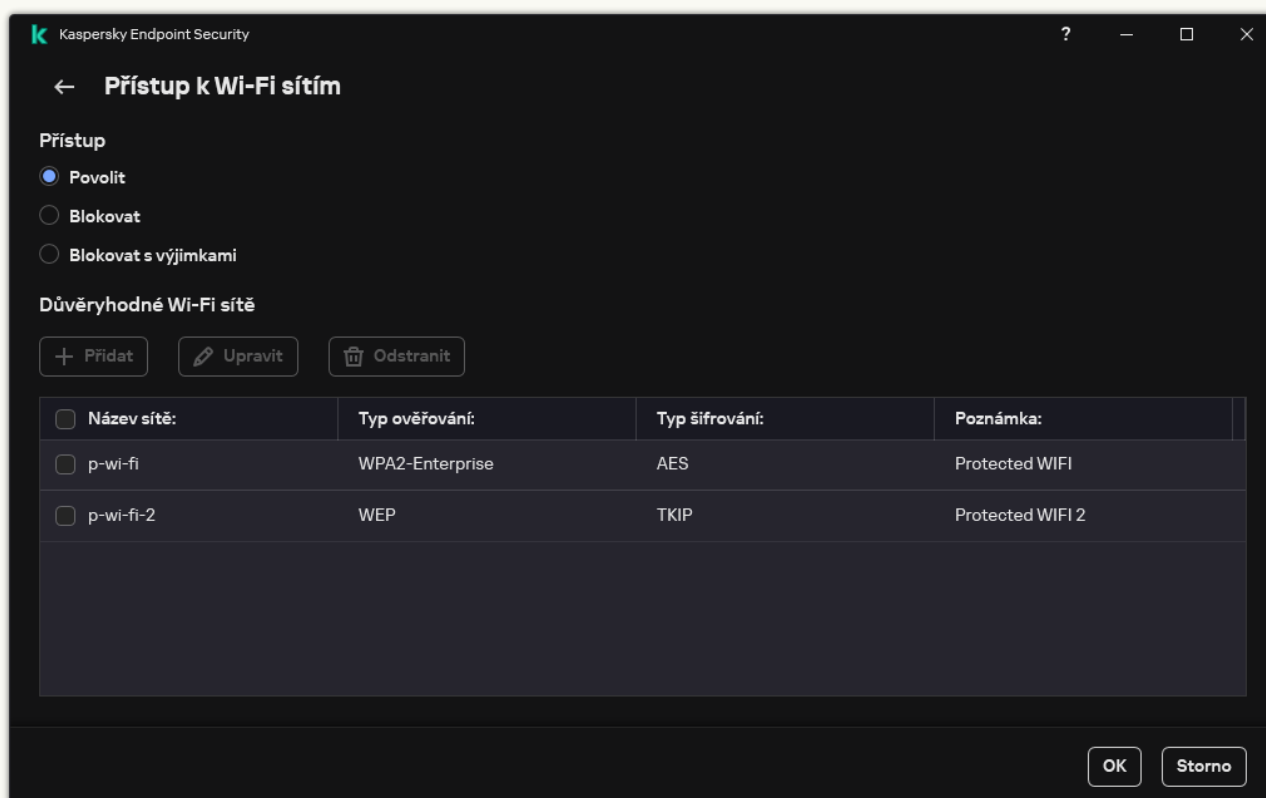 Kaspersky Endpoint Security ?
Přístup k Wi-Fi sítím
Přístup
Povolit
Blokovat
Blokovat s výjimkami
Důvěryhodné Wi-Fi sítě
Přidat Upravit Odstranit
Název sítě: Typ ověřování: Typ šifrování: Poznámka:
p-wi-fi WPA2-Enterprise AES Protected WIFI
p-wi-fi-2 WEP TKIP Protected WIFI 2
OK Storno